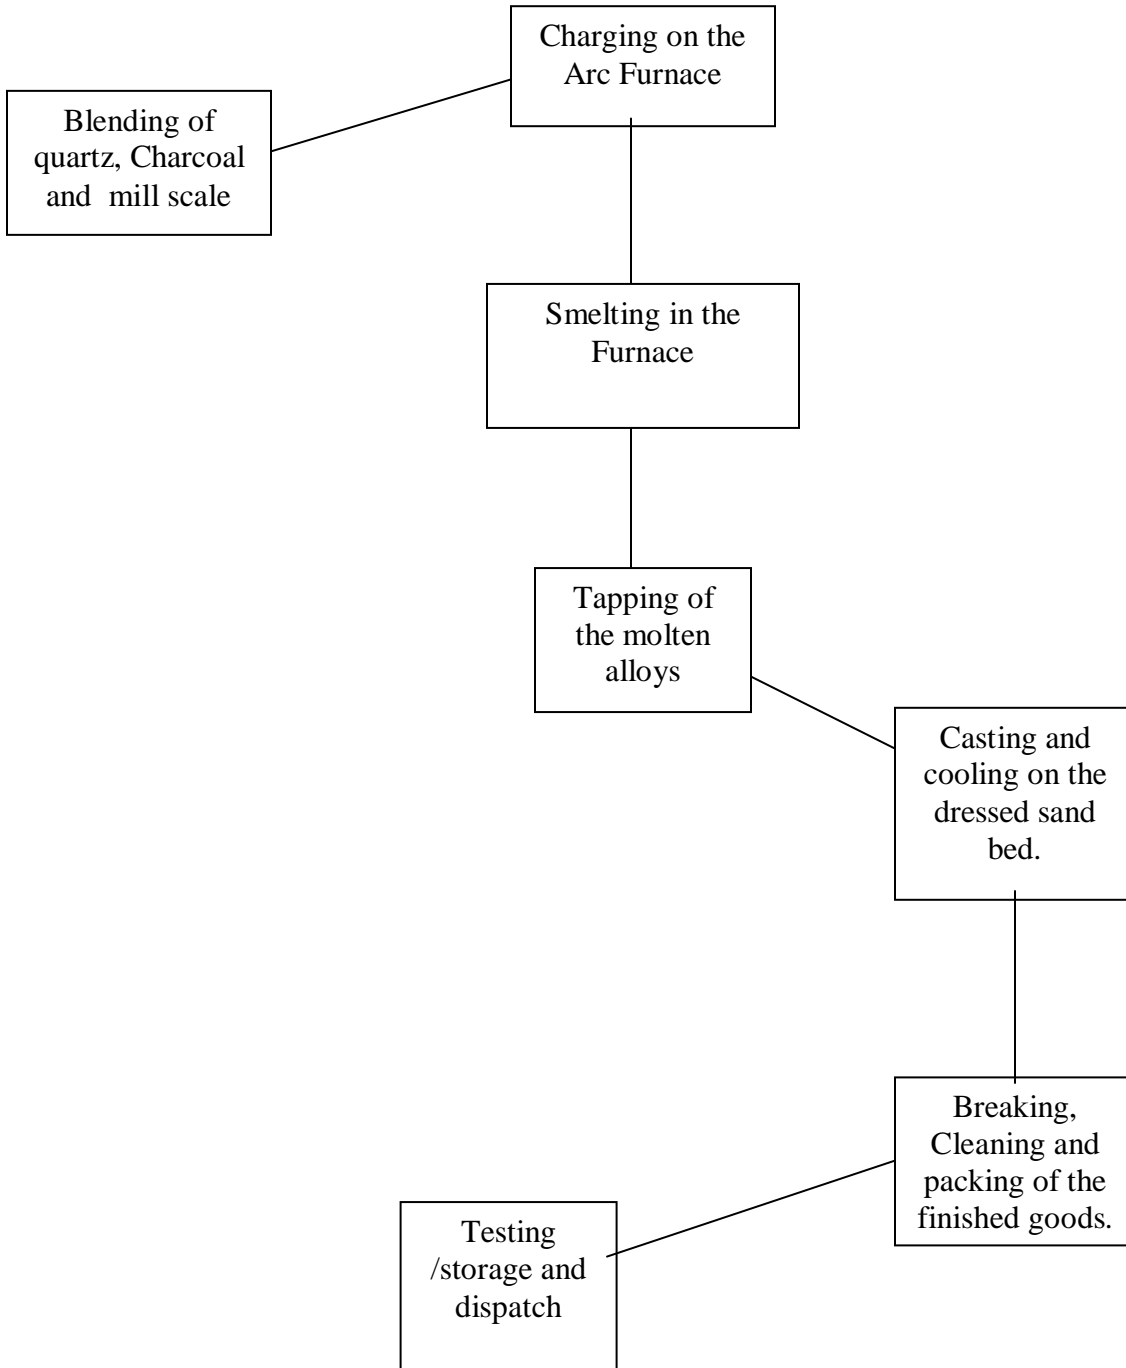 Charging on the
Arc Furnace
Blending of
quartz, Charcoal
and  mill scale
Smelting in the
Furnace
Tapping of
the molten
alloys
Casting and
cooling on the
dressed sand
bed.
Breaking,
Cleaning and
packing of the
finished goods.
Testing
/storage and
dispatch